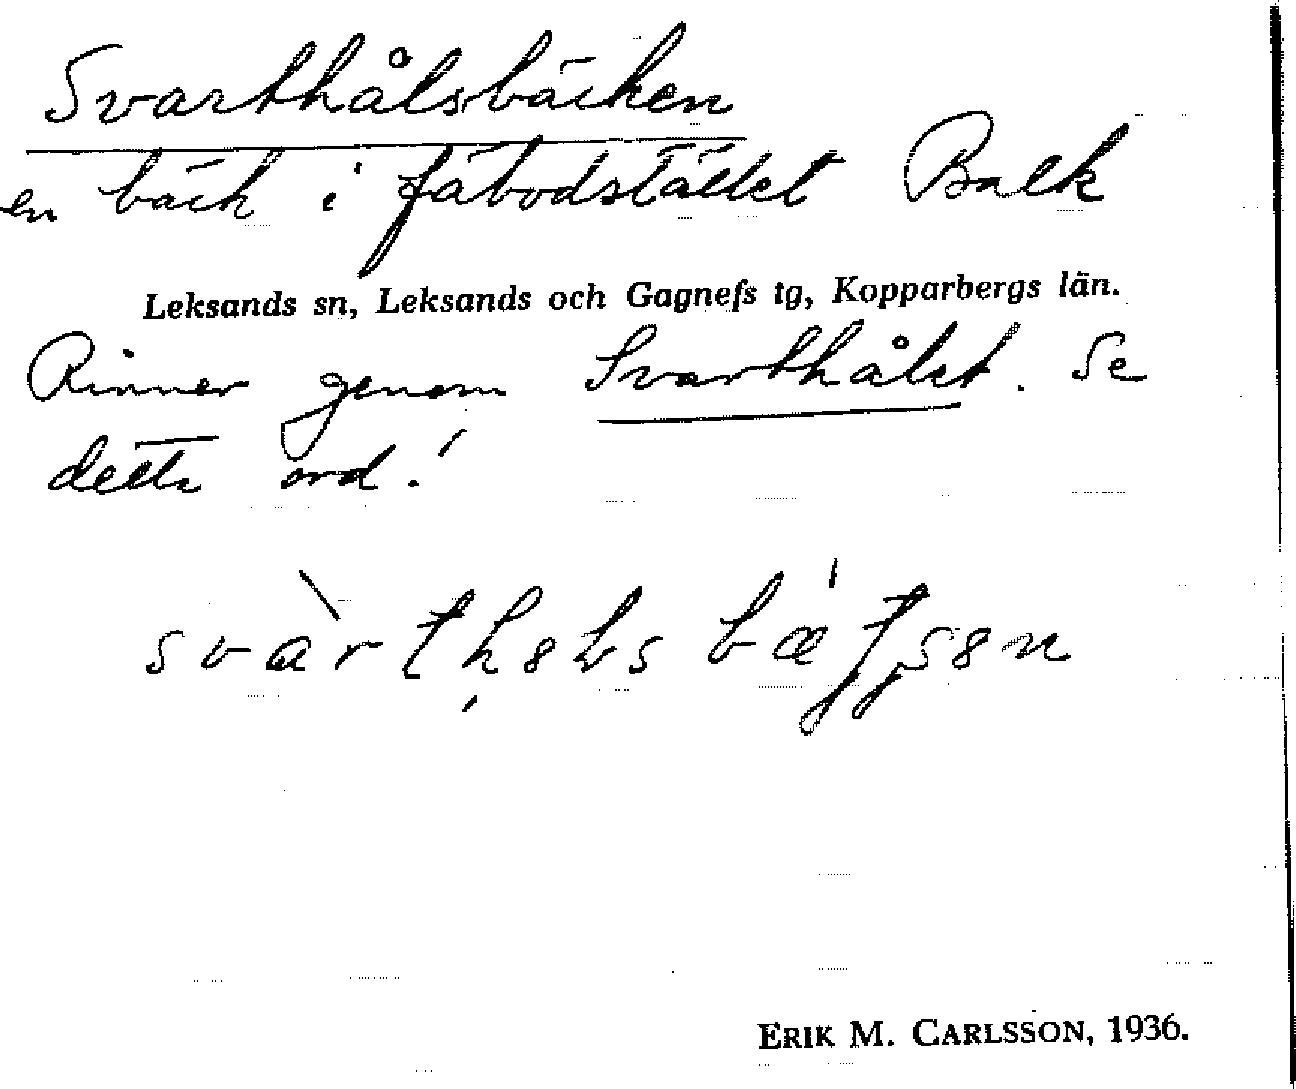 Svarthålsbäcken
en bäck i fäbodstället Balk
Leksands sn, Leksands och Gagnefs tg, Kopparbergs län.
Rinner genom Svarthålet. Se
detta ord!
ERIK M. CARLSSON, 1936.